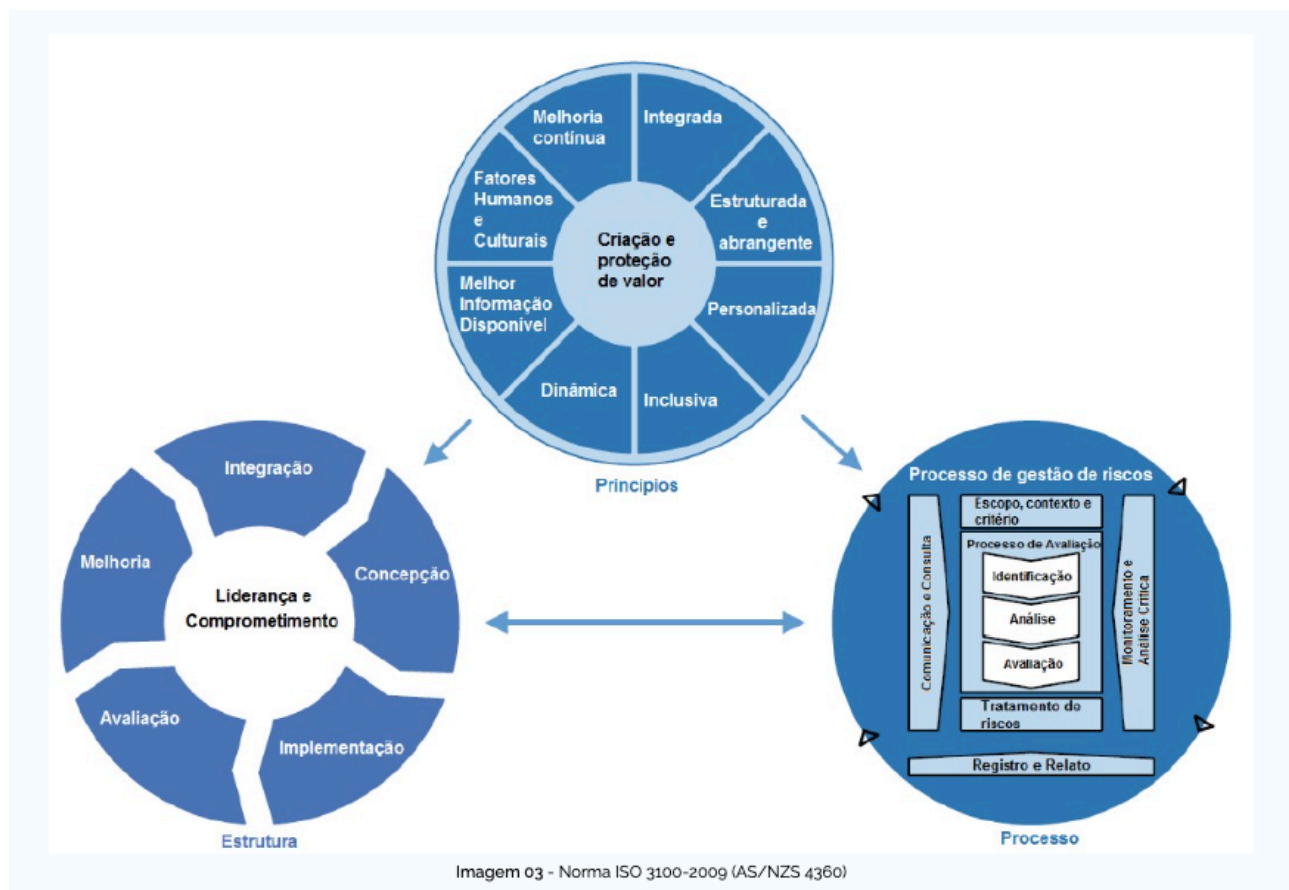 Melhoria
contínua
Integrada
Fatores
Humanos
e
Culturais
Estruturada
e
abrangente
Criação e
proteção
de valor
Melhor
Informação
Disponível
Personalizada
Dinâmica
Inclusiva
Princípios
Integração
Melhoria
Concepção
Liderança e
Comprometimento
Avaliação
Implementação
Estrutura
Processo de gestão de riscos
Escopo, contexto e
critério
Comunicação e Consulta
Processo de Avaliação
Identificação
Análise
Avaliação
Monitoramento e
Análise Crítica
Tratamento de
riscos
Registro e Relato
Processo
Imagem 03 - Norma ISO 3100-2009 (AS/NZS 4360)